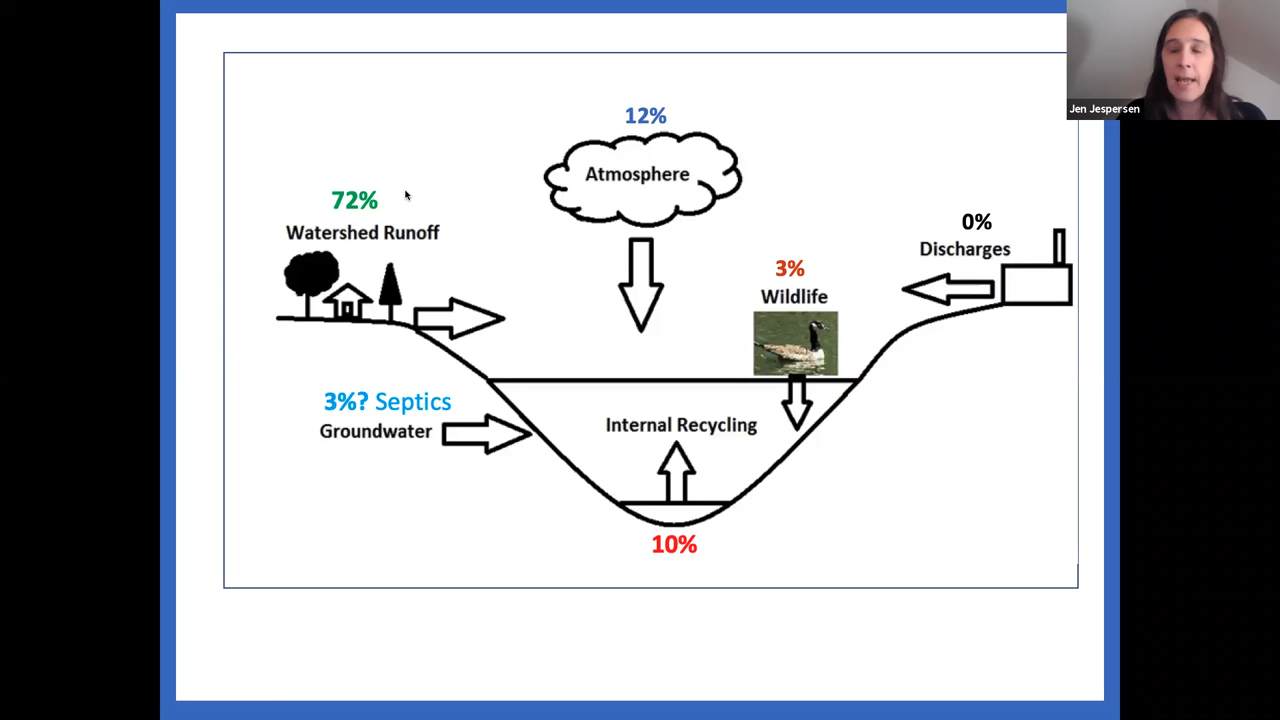 Jen Jespersen
12%
Atmosphere
72%
Watershed Runoff
0%
Discharges
3%
Wildlife
3%? Septics
Groundwater
Internal Recycling
10%